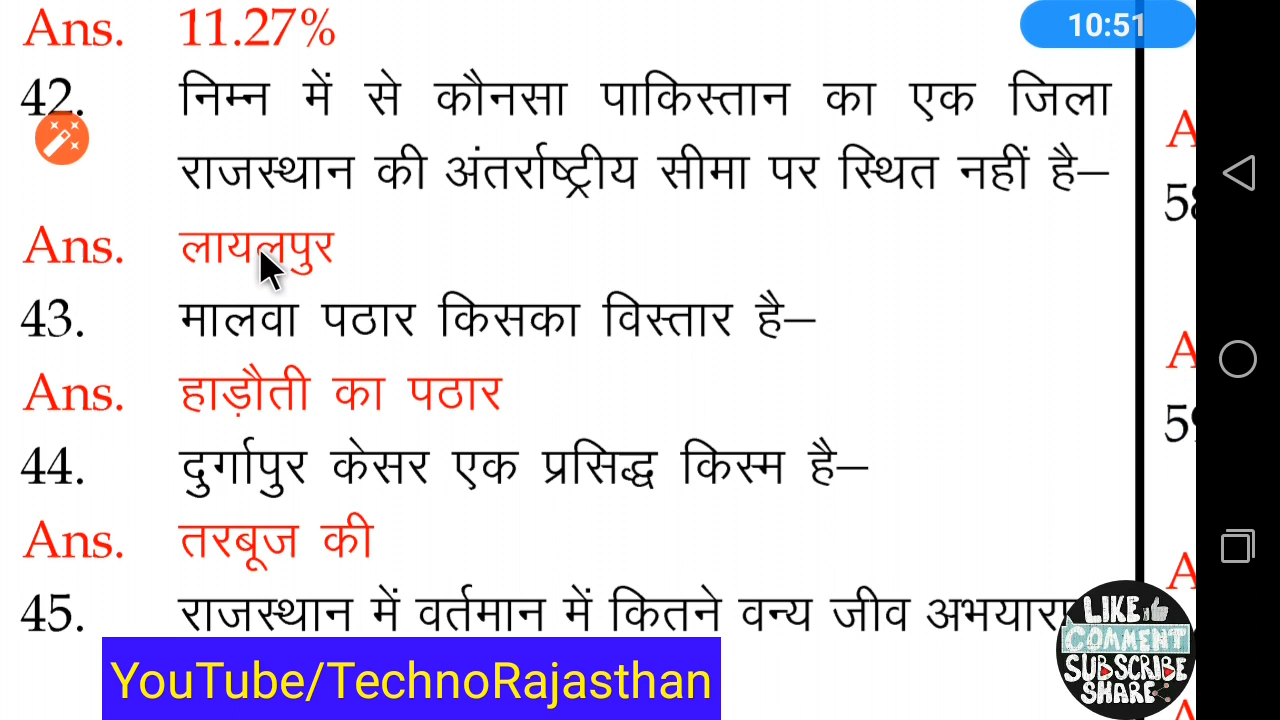 Ans. 11.27%
10:51
42. निम्न में से कौनसा पाकिस्तान का एक जिला
राजस्थान की अंतर्राष्ट्रीय सीमा पर स्थित नहीं है–
Ans. लायलपुर
43. मालवा पठार किसका विस्तार है–
Ans. हाड़ौती का पठार
44. दुर्गापुर केसर एक प्रसिद्ध किस्म है–
Ans. तरबूज की
45. राजस्थान में वर्तमान में कितने वन्य जीव
YouTube/TechnoRajasthan
LIKE
COMMENT
SUBSCRIBE
SHARE